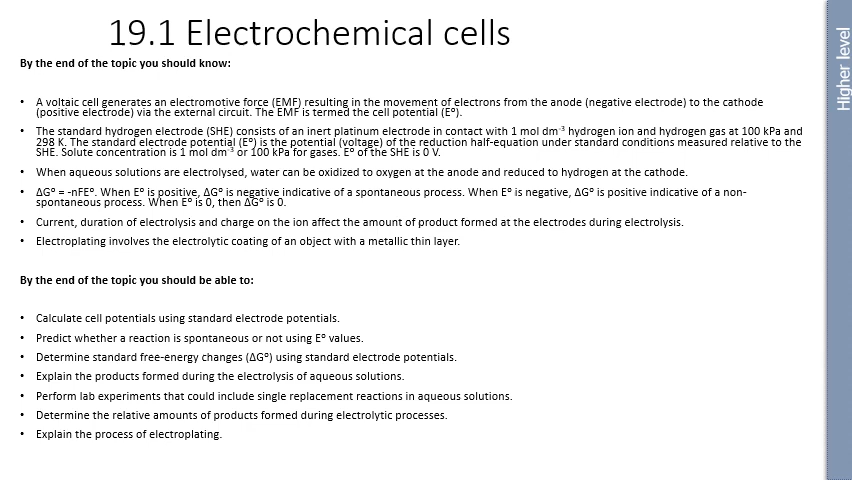 19.1 Electrochemical cells
By the end of the topic you should know:
• A voltaic cell generates an electromotive force (EMF) resulting in the movement of electrons from the anode (negative electrode) to the cathode
(positive electrode) via the external circuit. The EMF is termed the cell potential (Eº).
• The standard hydrogen electrode (SHE) consists of an inert platinum electrode in contact with 1 mol dm⁻³ hydrogen ion and hydrogen gas at 100 kPa and
298 K. The standard electrode potential (Eº) is the potential (voltage) of the reduction half-equation under standard conditions measured relative to the
SHE. Solute concentration is 1 mol dm⁻³ or 100 kPa for gases. Eº of the SHE is 0 V.
• When aqueous solutions are electrolysed, water can be oxidized to oxygen at the anode and reduced to hydrogen at the cathode.
• ΔGº = -nFEº. When Eº is positive, ΔGº is negative indicative of a spontaneous process. When Eº is negative, ΔGº is positive indicative of a non-
spontaneous process. When Eº is 0, then ΔGº is 0.
• Current, duration of electrolysis and charge on the ion affect the amount of product formed at the electrodes during electrolysis.
• Electroplating involves the electrolytic coating of an object with a metallic thin layer.
By the end of the topic you should be able to:
• Calculate cell potentials using standard electrode potentials.
• Predict whether a reaction is spontaneous or not using Eº values.
• Determine standard free-energy changes (ΔGº) using standard electrode potentials.
• Explain the products formed during the electrolysis of aqueous solutions.
• Perform lab experiments that could include single replacement reactions in aqueous solutions.
• Determine the relative amounts of products formed during electrolytic processes.
• Explain the process of electroplating.
Higher level